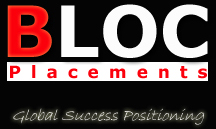 BLOC
Placements
Global Success Positioning